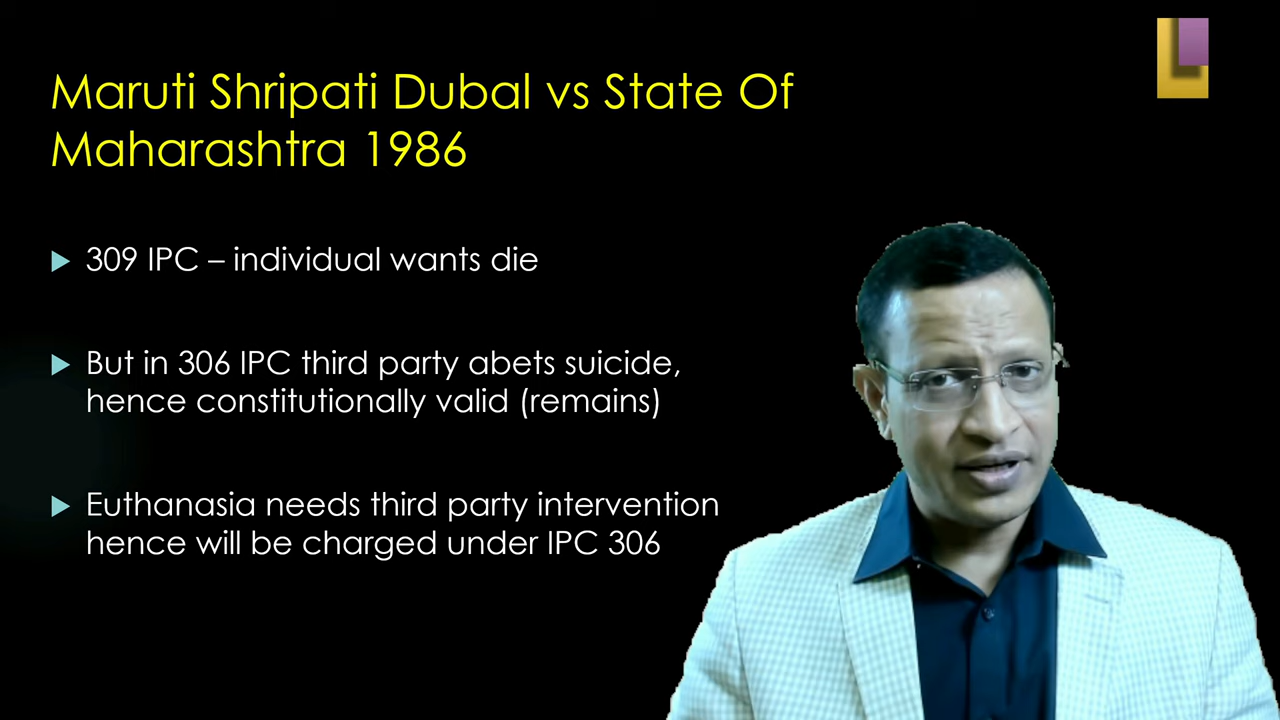 Maruti Shripati Dubal vs State Of
Maharashtra 1986
309 IPC – individual wants die
But in 306 IPC third party abets suicide,
hence constitutionally valid (remains)
Euthanasia needs third party intervention
hence will be charged under IPC 306